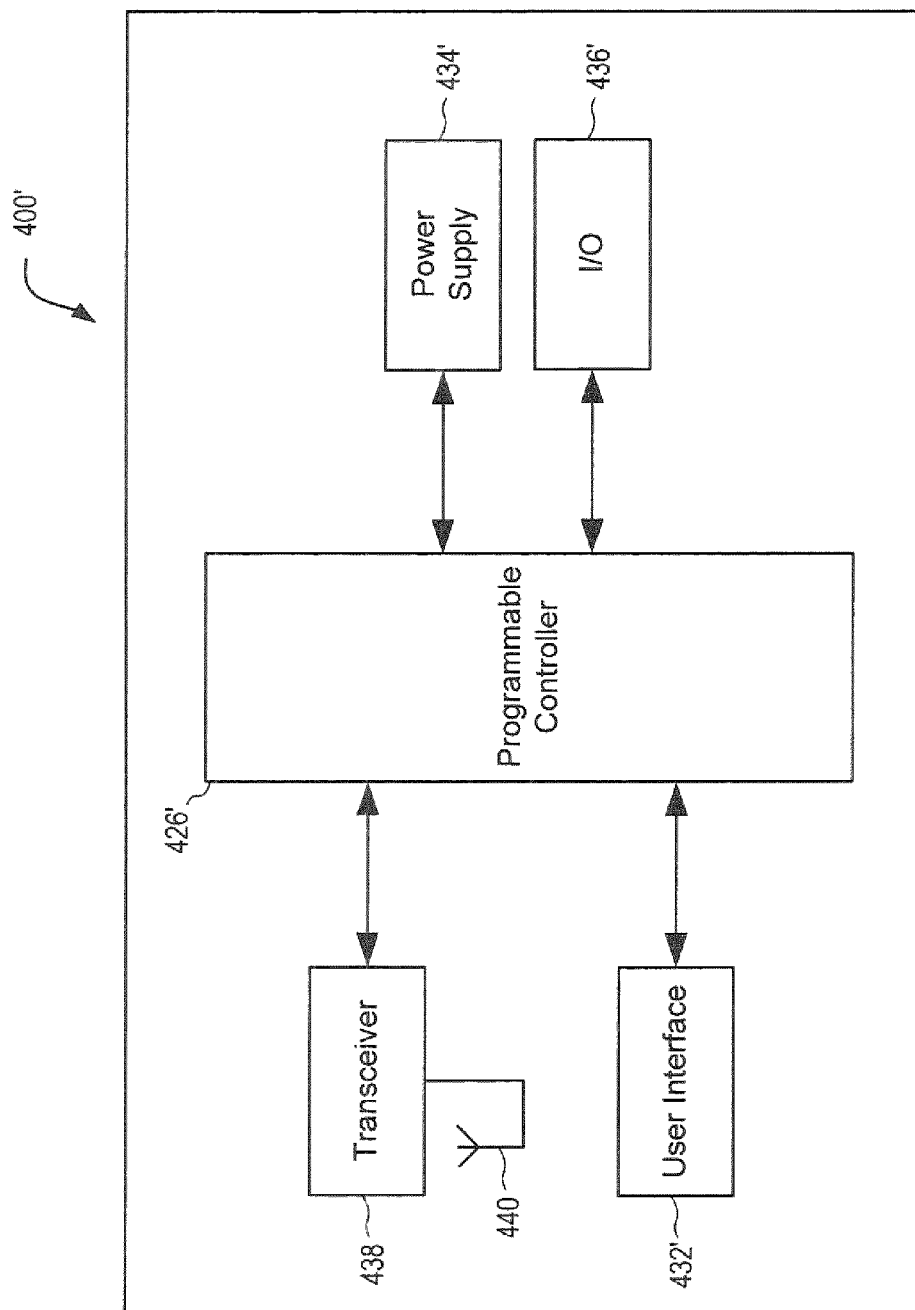 400'
434'
Power
Supply
436'
I/O
426'
Programmable
Controller
438
Transceiver
440
432'
User Interface